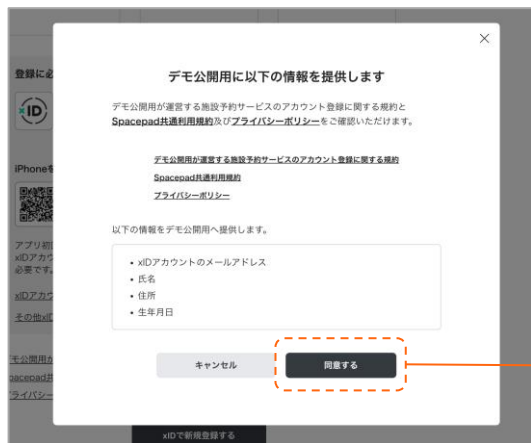 デモ公開用に以下の情報を提供します
デモ公開用が運営する施設予約サービスのアカウント登録に関する規約と
Spacepad共通利用規約及びプライバシーポリシーをご確認いただけます。
デモ公開用が運営する施設予約サービスのアカウント登録に関する規約
Spacepad共通利用規約
プライバシーポリシー
以下の情報をデモ公開用へ提供します。
• xIDアカウントのメールアドレス
• 氏名
• 住所
• 生年月日
キャンセル
同意する
登録に必
xID
iPhoneを
アプリ初
xIDアカウ
必要です。
xIDアカウ
その他xID
デモ公開用が
pacepad共
プライバシー
xIDで新規登録する